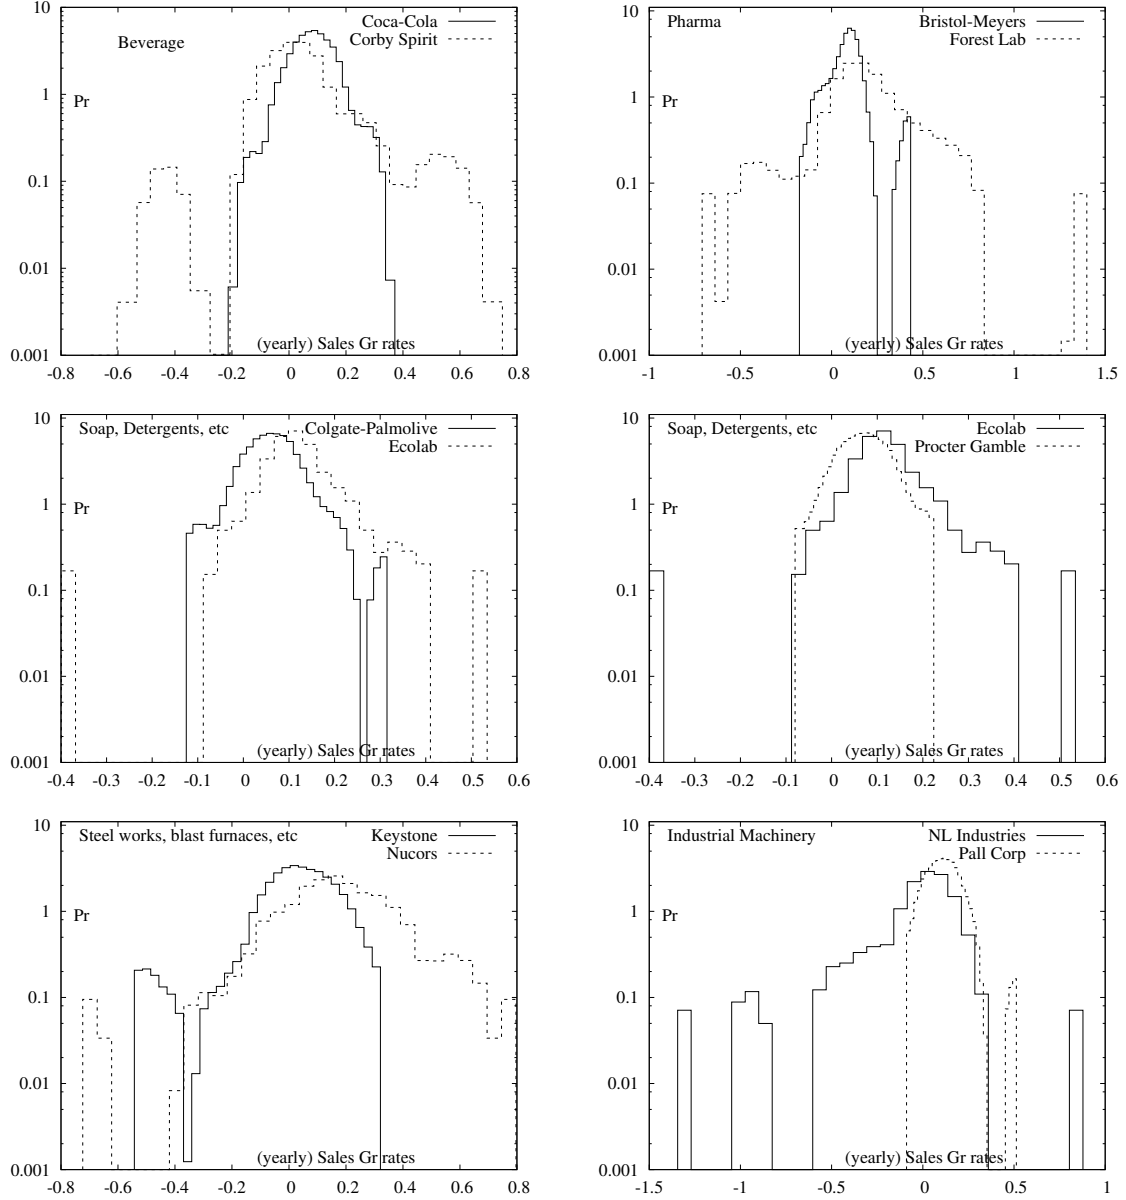 10
Coca-Cola
Beverage
Corby Spirit
1
Pr
0.1
0.01
(yearly) Sales Gr rates
0.001
-0.8 -0.6 -0.4 -0.2 0 0.2 0.4 0.6 0.8
10
Pharma
Bristol-Meyers
Forest Lab
1
Pr
0.1
0.01
(yearly) Sales Gr rates
0.001
-1 -0.5 0 0.5 1 1.5
10
Soap, Detergents, etc
Colgate-Palmolive
Ecolab
1
Pr
0.1
0.01
(yearly) Sales Gr rates
0.001
-0.4 -0.3 -0.2 -0.1 0 0.1 0.2 0.3 0.4 0.5 0.6
10
Soap, Detergents, etc
Ecolab
Procter Gamble
1
Pr
0.1
0.01
(yearly) Sales Gr rates
0.001
-0.4 -0.3 -0.2 -0.1 0 0.1 0.2 0.3 0.4 0.5 0.6
10
Steel works, blast furnaces, etc
Keystone
Nucors
1
Pr
0.1
0.01
(yearly) Sales Gr rates
0.001
-0.8 -0.6 -0.4 -0.2 0 0.2 0.4 0.6 0.8
10
Industrial Machinery
NL Industries
Pall Corp
1
Pr
0.1
0.01
(yearly) Sales Gr rates
0.001
-1.5 -1 -0.5 0 0.5 1